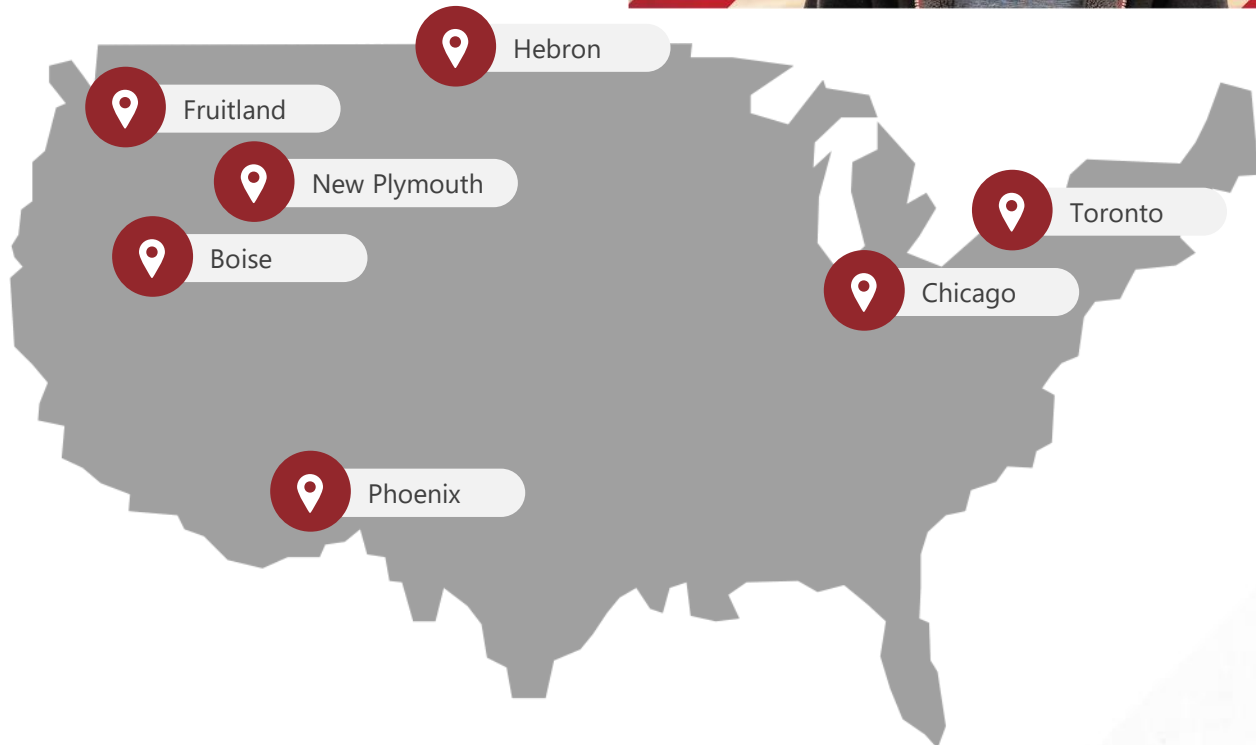 Hebron
Fruitland
New Plymouth
Toronto
Boise
Chicago
Phoenix